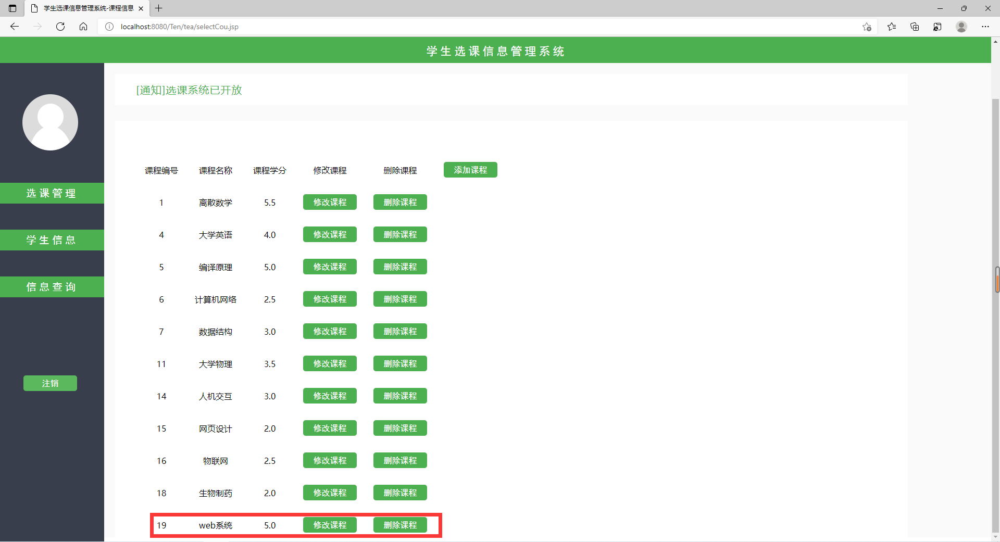 学生选课信息管理系统-课程信息
localhost:8080/Ten/tea/selectCou.jsp
学生选课信息管理系统
[通知]选课系统已开放
选课管理
学生信息
信息查询
注销
课程编号 课程名称 课程学分 修改课程 删除课程 添加课程
1 离散数学 5.5 修改课程 删除课程
4 大学英语 4.0 修改课程 删除课程
5 编译原理 5.0 修改课程 删除课程
6 计算机网络 2.5 修改课程 删除课程
7 数据结构 3.0 修改课程 删除课程
11 大学物理 3.5 修改课程 删除课程
14 人机交互 3.0 修改课程 删除课程
15 网页设计 2.0 修改课程 删除课程
16 物联网 2.5 修改课程 删除课程
18 生物制药 2.0 修改课程 删除课程
19 web系统 5.0 修改课程 删除课程